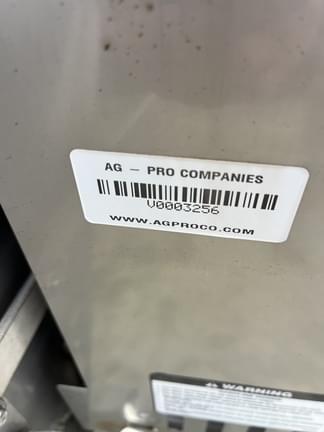 AG – PRO COMPANIES
V0003256
WWW.AGPROCO.COM
WARNING